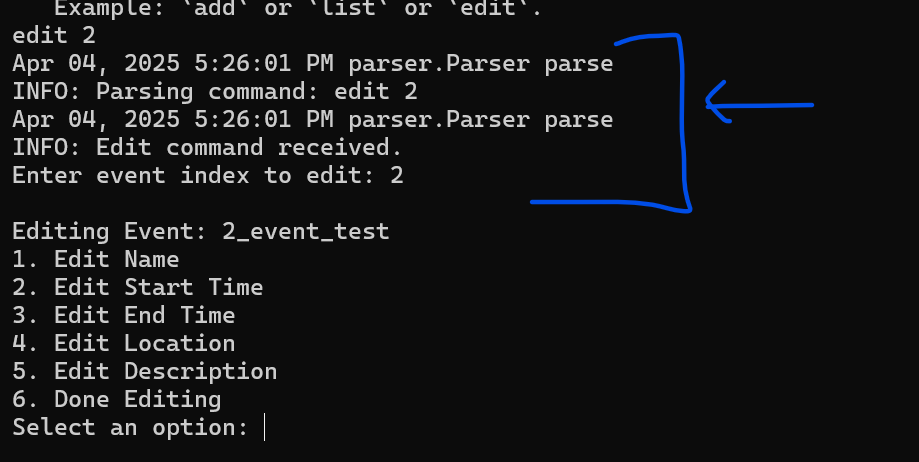 Example: `add` or `list` or `edit`.
edit 2
Apr 04, 2025 5:26:01 PM parser.Parser parse
INFO: Parsing command: edit 2
Apr 04, 2025 5:26:01 PM parser.Parser parse
INFO: Edit command received.
Enter event index to edit: 2
Editing Event: 2_event_test
1. Edit Name
2. Edit Start Time
3. Edit End Time
4. Edit Location
5. Edit Description
6. Done Editing
Select an option: